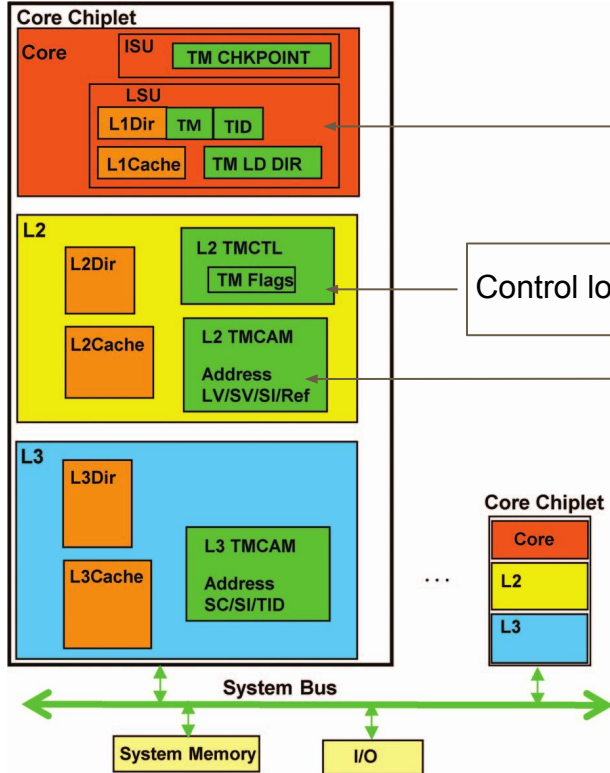 Core Chiplet
Core
ISU
TM CHKPOINT
LSU
L1Dir
TM
TID
L1Cache
TM LD DIR
L2
L2Dir
L2 TMCTL
TM Flags
Control lo
L2Cache
L2 TMCAM
Address
LV/SV/SI/Ref
L3
L3Dir
L3Cache
L3 TMCAM
Address
SC/SI/TID
...
Core Chiplet
Core
L2
L3
System Bus
System Memory
I/O